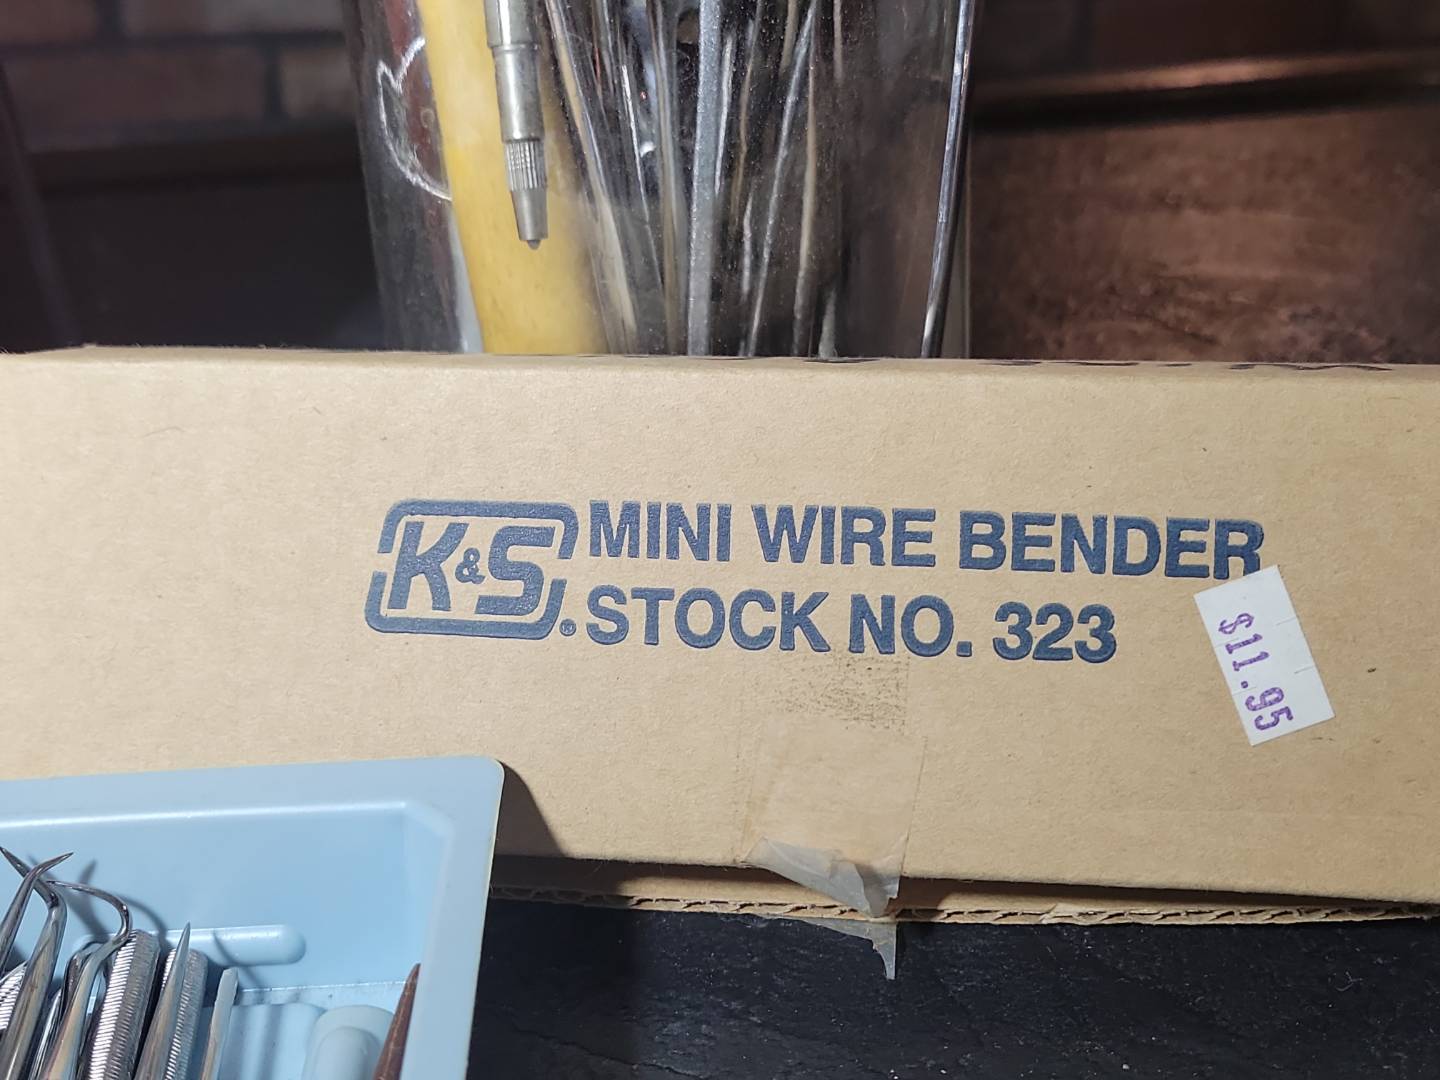 K&S® MINI WIRE BENDER
STOCK NO. 323
$11.95